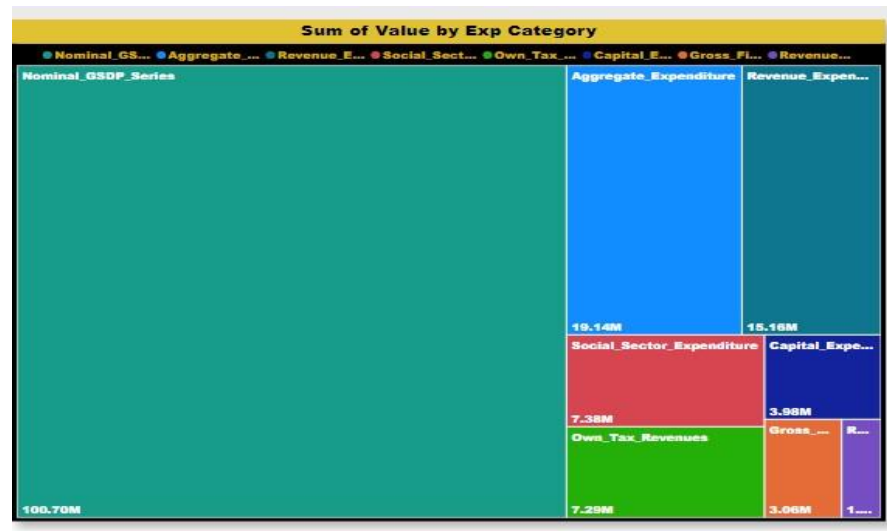 Sum of Value by Exp Category
Nominal_GS... Aggregate_... Revenue_E... Social_Sect... Own_Tax_... Capital_E... Gross_Fi... Revenue...
Nominal_GSDP_Series
100.70M
Aggregate_Expenditure
19.14M
Revenue_Expen...
15.16M
Social_Sector_Expenditure
7.38M
Capital_Expe...
3.98M
Own_Tax_Revenues
7.29M
Gross_...
3.06M
R...
1....